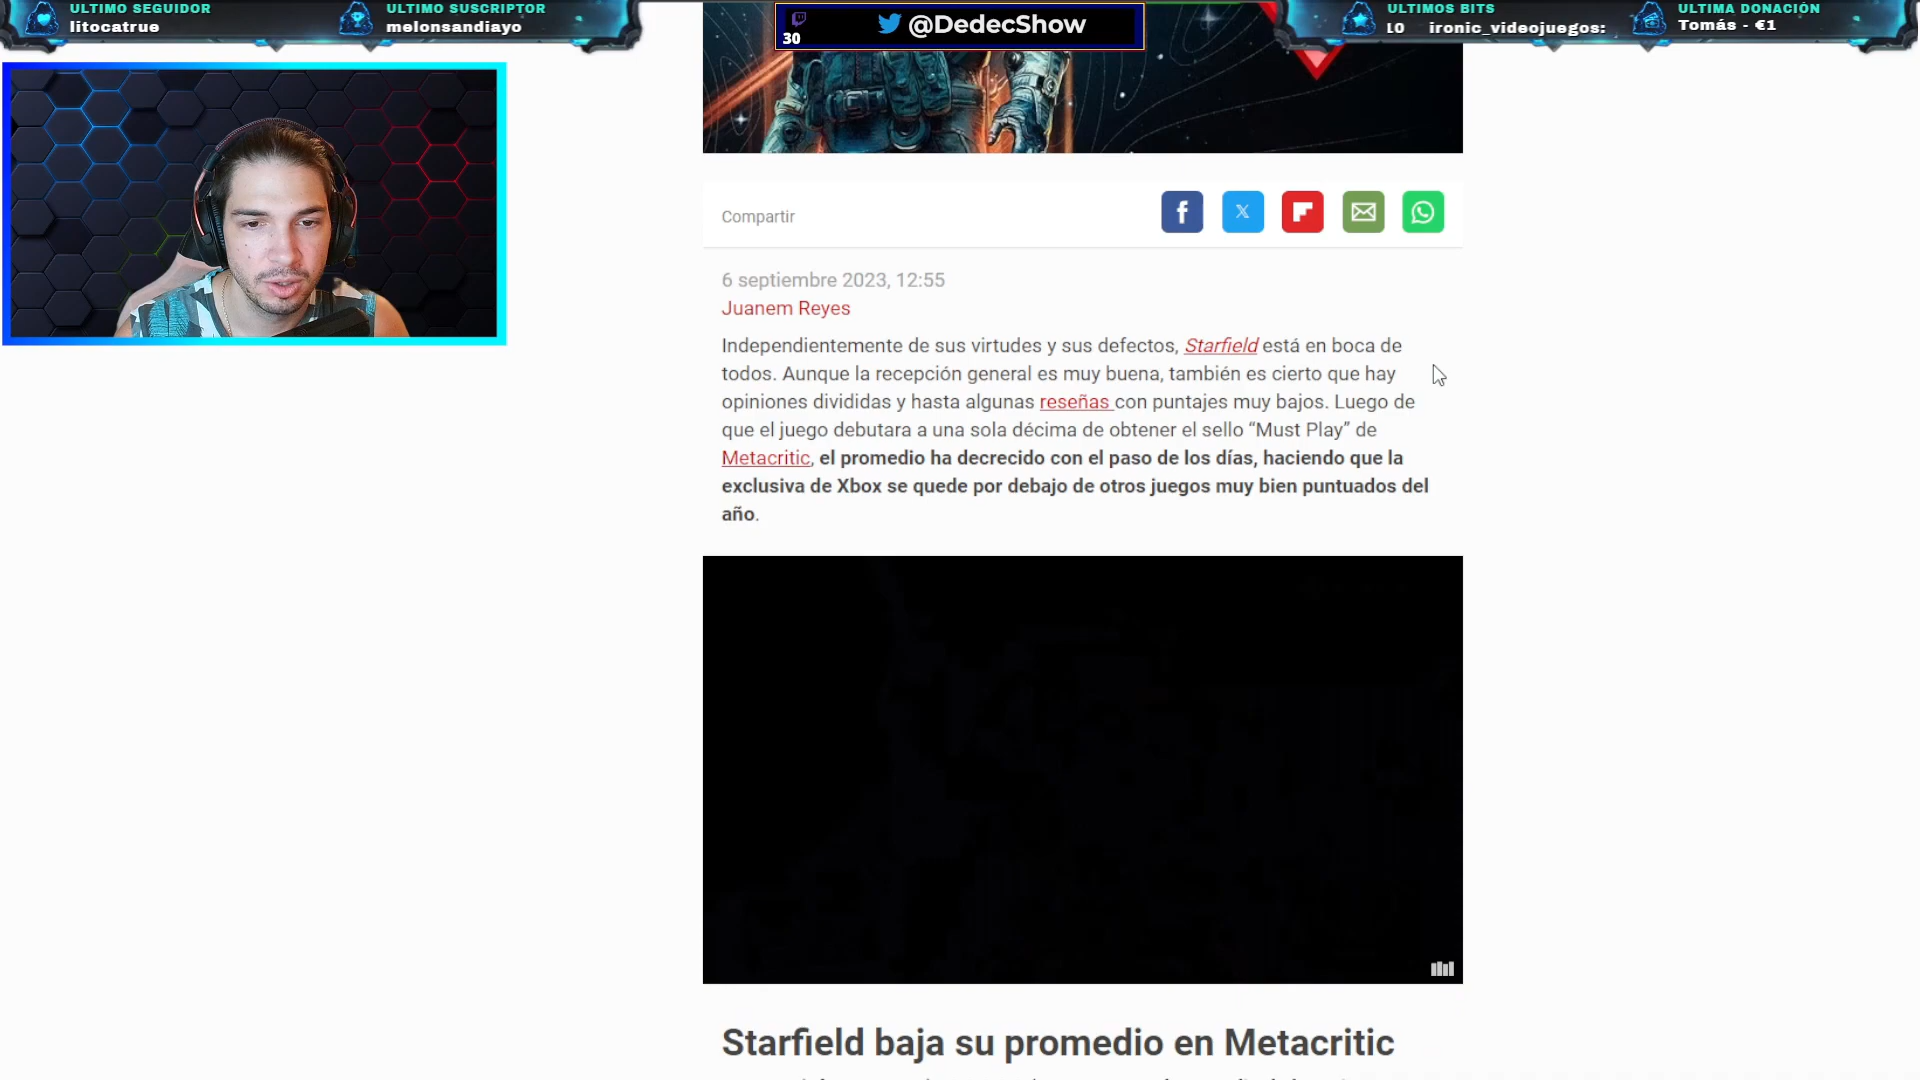 ULTIMO SEGUIDOR
litocatrue
ULTIMO SUSCRIPTOR
melonsandiayo
30
@DedecShow
ULTIMOS BITS
LO ironic_videojuegos:
ULTIMA DONACIÓN
Tomás - €1
Compartir
6 septiembre 2023, 12:55
Juanem Reyes
Independientemente de sus virtudes y sus defectos, Starfield está en boca de
todos. Aunque la recepción general es muy buena, también es cierto que hay
opiniones divididas y hasta algunas reseñas con puntajes muy bajos. Luego de
que el juego debutara a una sola décima de obtener el sello “Must Play” de
Metacritic, el promedio ha decrecido con el paso de los días, haciendo que la
exclusiva de Xbox se quede por debajo de otros juegos muy bien puntuados del
año.
Starfield baja su promedio en Metacritic